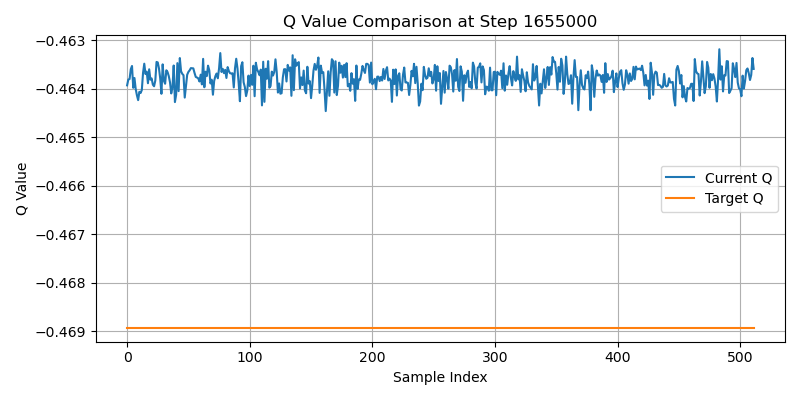 Q Value Comparison at Step 1655000
Q Value
−0.463
−0.464
−0.465
−0.466
−0.467
−0.468
−0.469
Current Q
Target Q
0 100 200 300 400 500
Sample Index